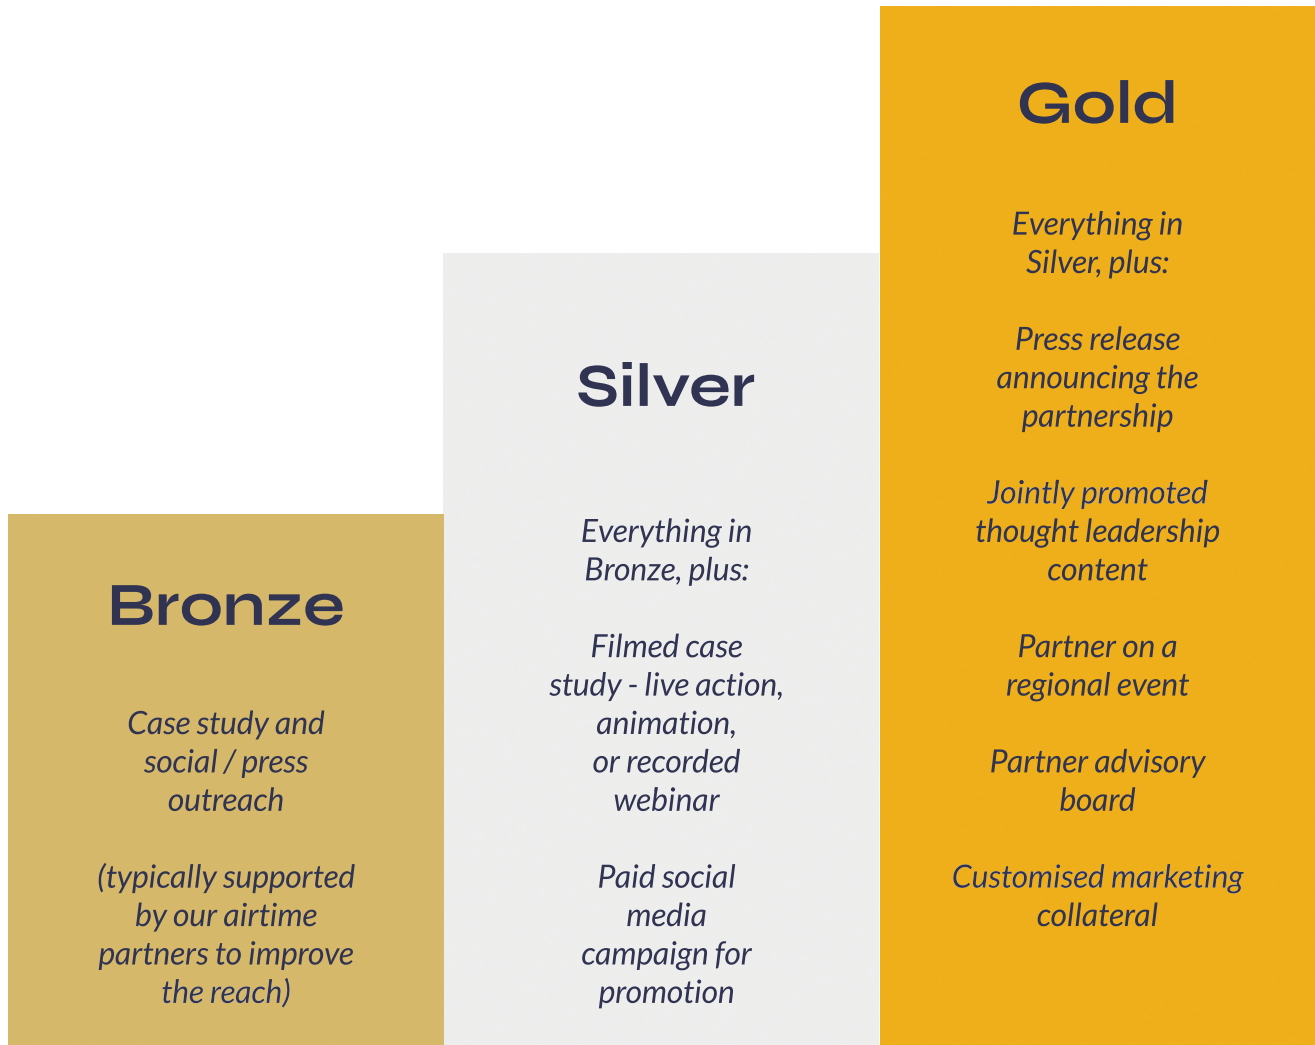 Bronze
Case study and
social / press
outreach
(typically supported
by our airtime
partners to improve
the reach)
Silver
Everything in
Bronze, plus:
Filmed case
study - live action,
animation,
or recorded
webinar
Paid social
media
campaign for
promotion
Gold
Everything in
Silver, plus:
Press release
announcing the
partnership
Jointly promoted
thought leadership
content
Partner on a
regional event
Partner advisory
board
Customised marketing
collateral